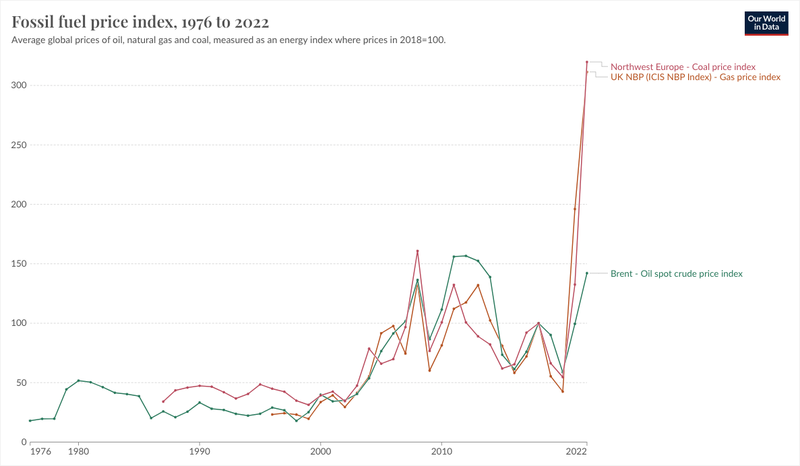 Fossil fuel price index, 1976 to 2022
Our World
in Data
Average global prices of oil, natural gas and coal, measured as an energy index where prices in 2018=100.
Northwest Europe - Coal price index
UK NBP (ICIS NBP Index) - Gas price index
300
250
200
150
Brent - Oil spot crude price index
100
50
0
1976 1980 1990 2000 2010 2022